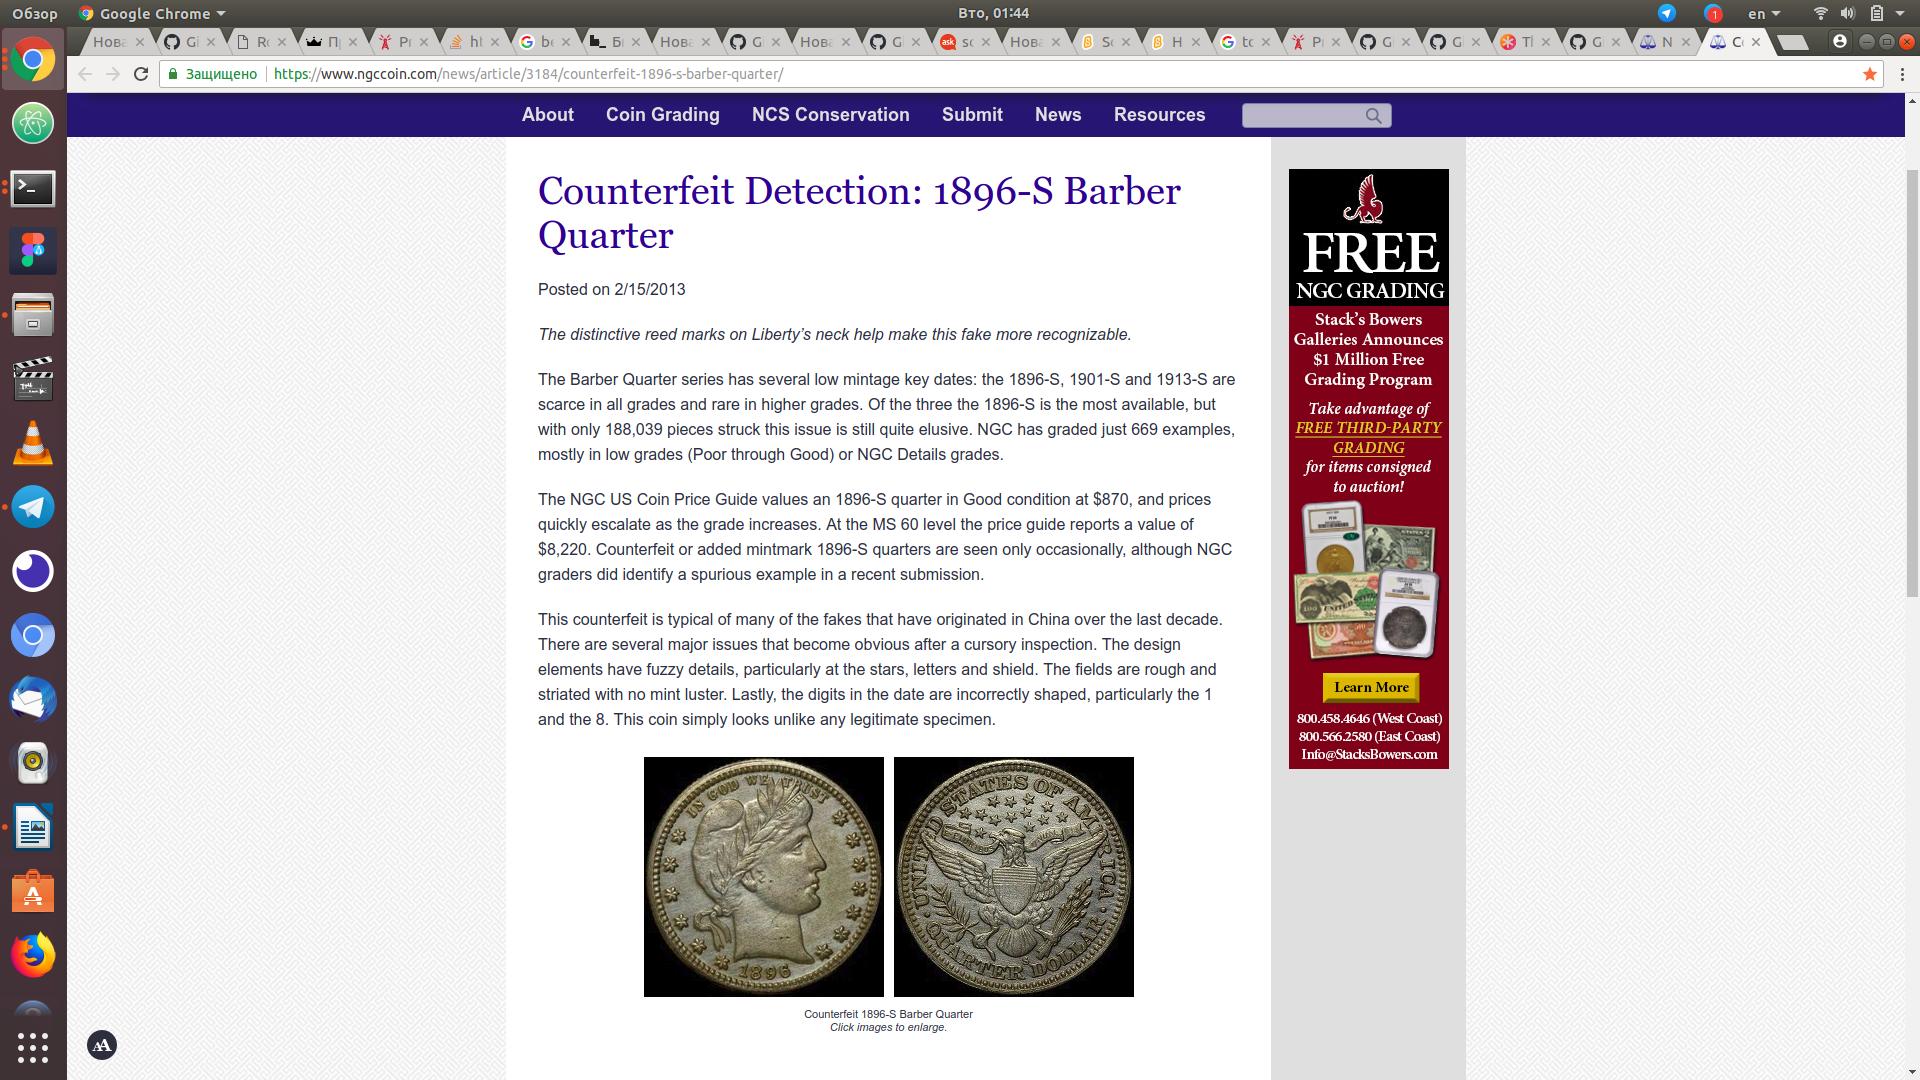 Обзор
Google Chrome
Вто, 01:44
1
en
Нова
Gi
Ro
Пр
Pr
ht
be
Бі
Нова
G
Нова
G
ask
sc
Нова
Sc
H
to
Pr
G
G
Tl
G
N
Co
Защищено
https://www.ngccoin.com/news/article/3184/counterfeit-1896-s-barber-quarter/
About
Coin Grading
NCS Conservation
Submit
News
Resources
Counterfeit Detection: 1896-S Barber
Quarter
Posted on 2/15/2013
The distinctive reed marks on Liberty's neck help make this fake more recognizable.
The Barber Quarter series has several low mintage key dates: the 1896-S, 1901-S and 1913-S are
scarce in all grades and rare in higher grades. Of the three the 1896-S is the most available, but
with only 188,039 pieces struck this issue is still quite elusive. NGC has graded just 669 examples,
mostly in low grades (Poor through Good) or NGC Details grades.
The NGC US Coin Price Guide values an 1896-S quarter in Good condition at $870, and prices
quickly escalate as the grade increases. At the MS 60 level the price guide reports a value of
$8,220. Counterfeit or added mintmark 1896-S quarters are seen only occasionally, although NGC
graders did identify a spurious example in a recent submission.
This counterfeit is typical of many of the fakes that have originated in China over the last decade.
There are several major issues that become obvious after a cursory inspection. The design
elements have fuzzy details, particularly at the stars, letters and shield. The fields are rough and
striated with no mint luster. Lastly, the digits in the date are incorrectly shaped, particularly the 1
and the 8. This coin simply looks unlike any legitimate specimen.
IN GOD WE TRUST
1896
UNITED STATES OF AMERICA
QUARTER DOLLAR
Counterfeit 1896-S Barber Quarter
Click images to enlarge.
FREE
NGC GRADING
Stack's Bowers
Galleries Announces
$1 Million Free
Grading Program
Take advantage of
FREE THIRD-PARTY
GRADING
for items consigned
to auction!
Learn More
800.458.4646 (West Coast)
800.566.2580 (East Coast)
Info@StacksBowers.com
AA